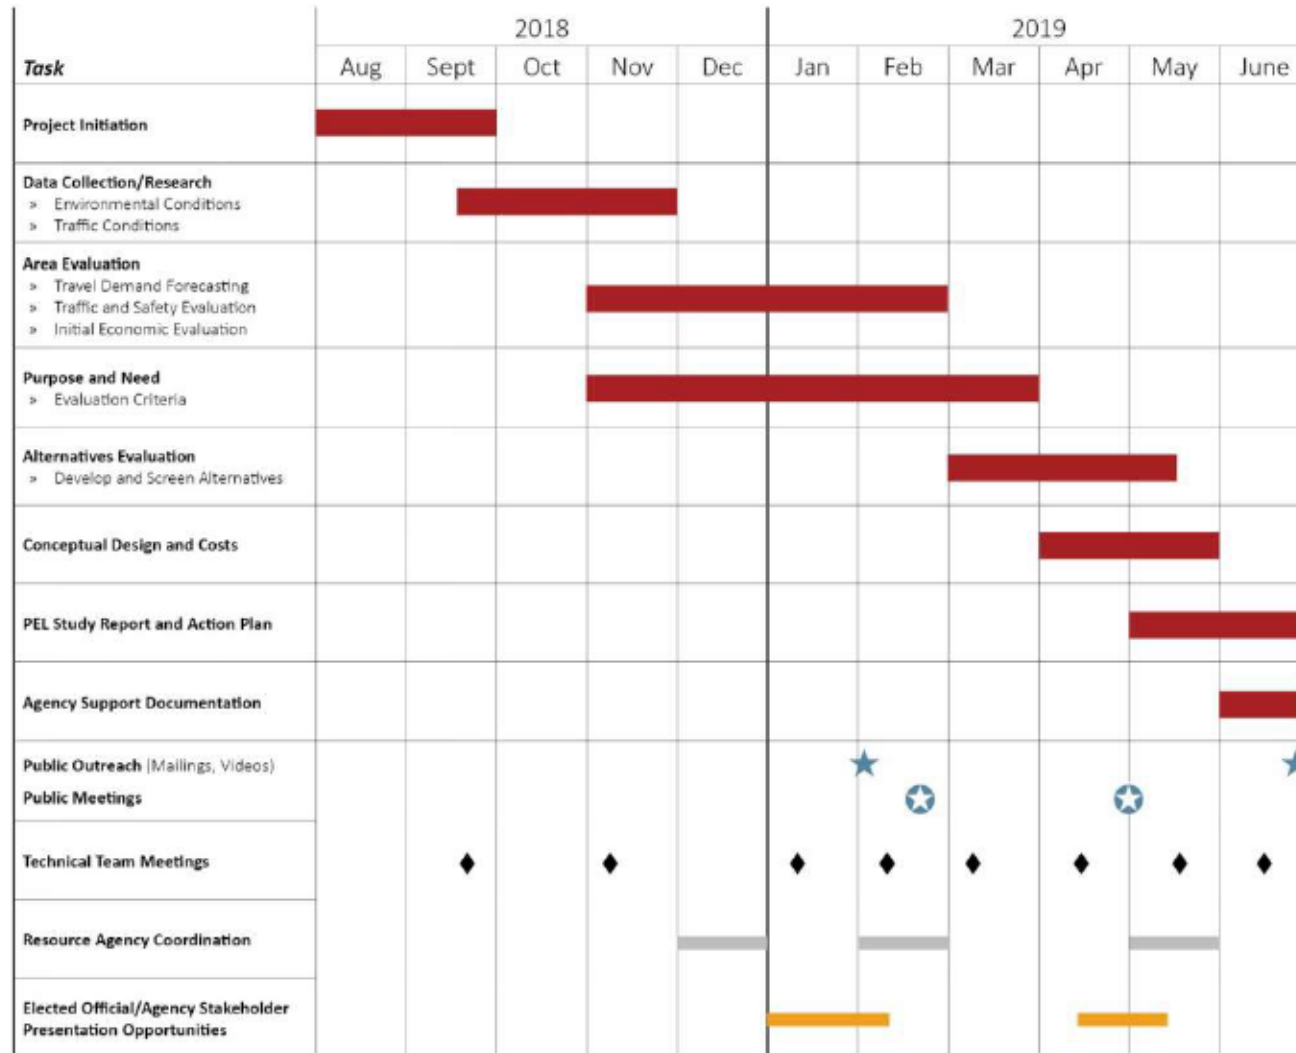 2018 2019
Task Aug Sept Oct Nov Dec Jan Feb Mar Apr May June
Project Initiation
Data Collection/Research
» Environmental Conditions
» Traffic Conditions
Area Evaluation
» Travel Demand Forecasting
» Traffic and Safety Evaluation
» Initial Economic Evaluation
Purpose and Need
» Evaluation Criteria
Alternatives Evaluation
» Develop and Screen Alternatives
Conceptual Design and Costs
PEL Study Report and Action Plan
Agency Support Documentation
Public Outreach (Mailings, Videos)
Public Meetings
Technical Team Meetings
Resource Agency Coordination
Elected Official/Agency Stakeholder
Presentation Opportunities